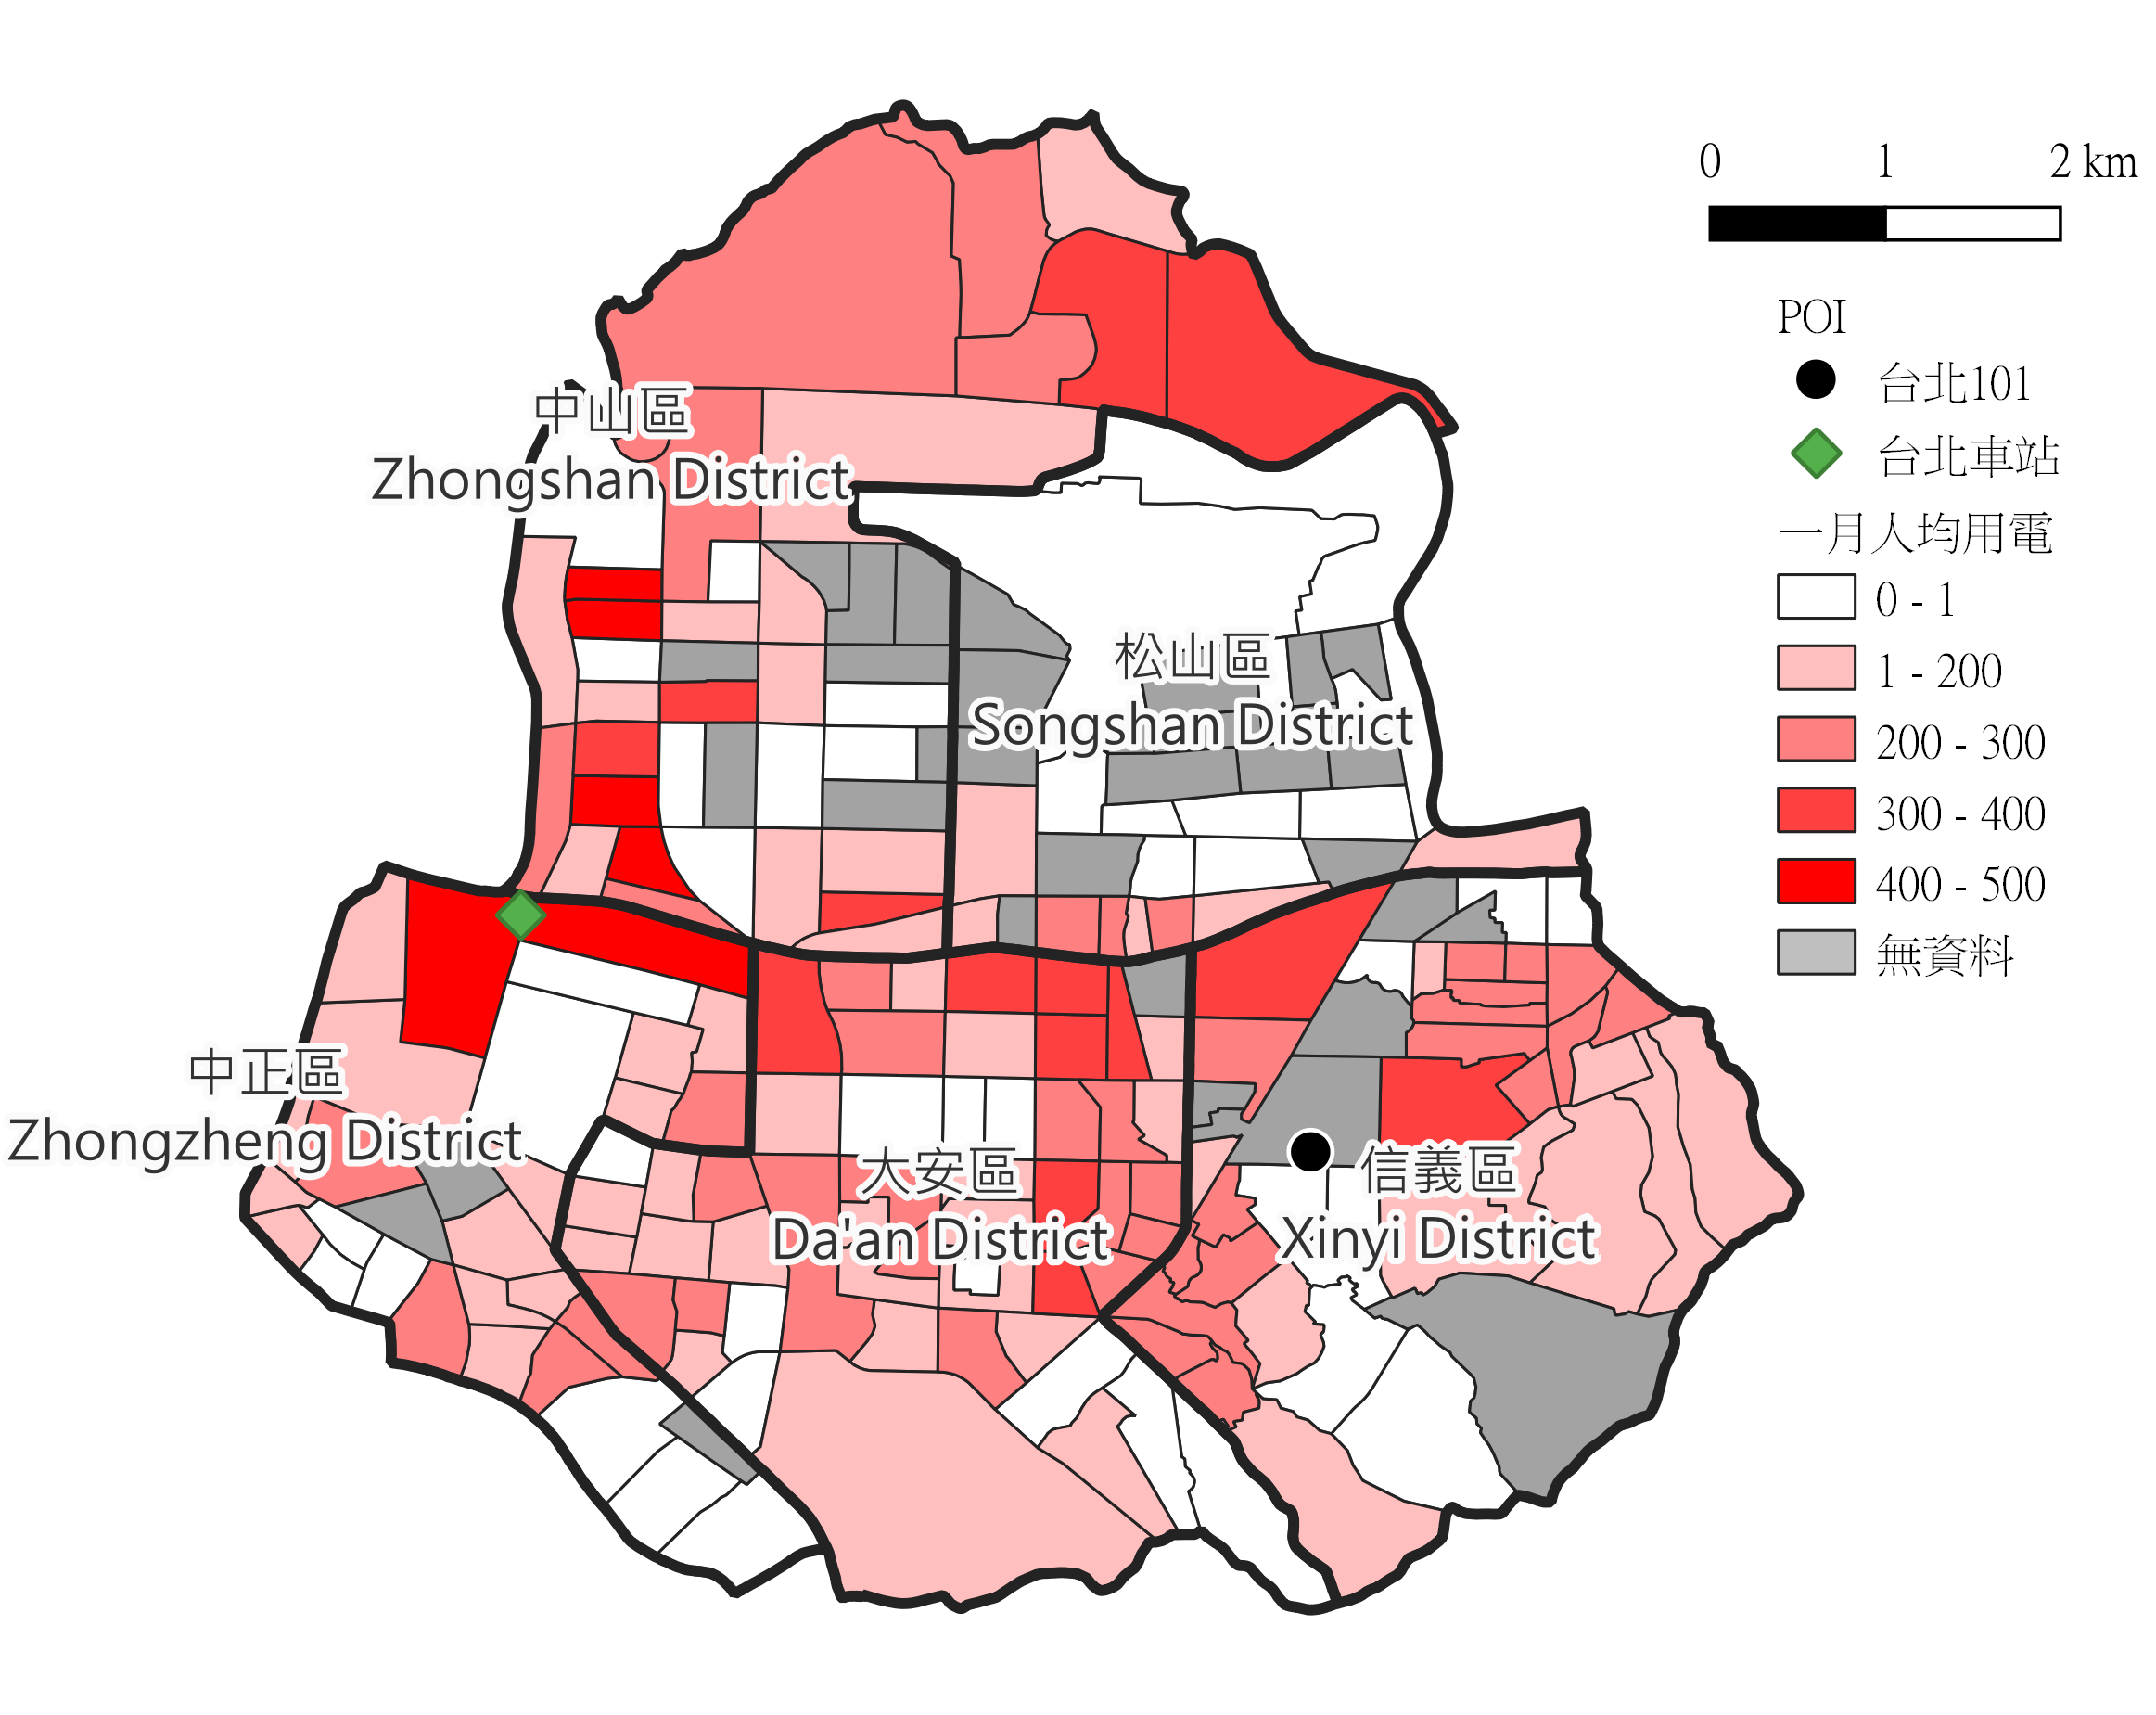 0 1 2 km
POI
台北101
台北車站
一月人均用電
0 - 1
1 - 200
200 - 300
300 - 400
400 - 500
無資料
中山區
Zhongshan District
松山區
Songshan District
中正區
Zhongzheng District
大安區
Da'an District
信義區
Xinyi District